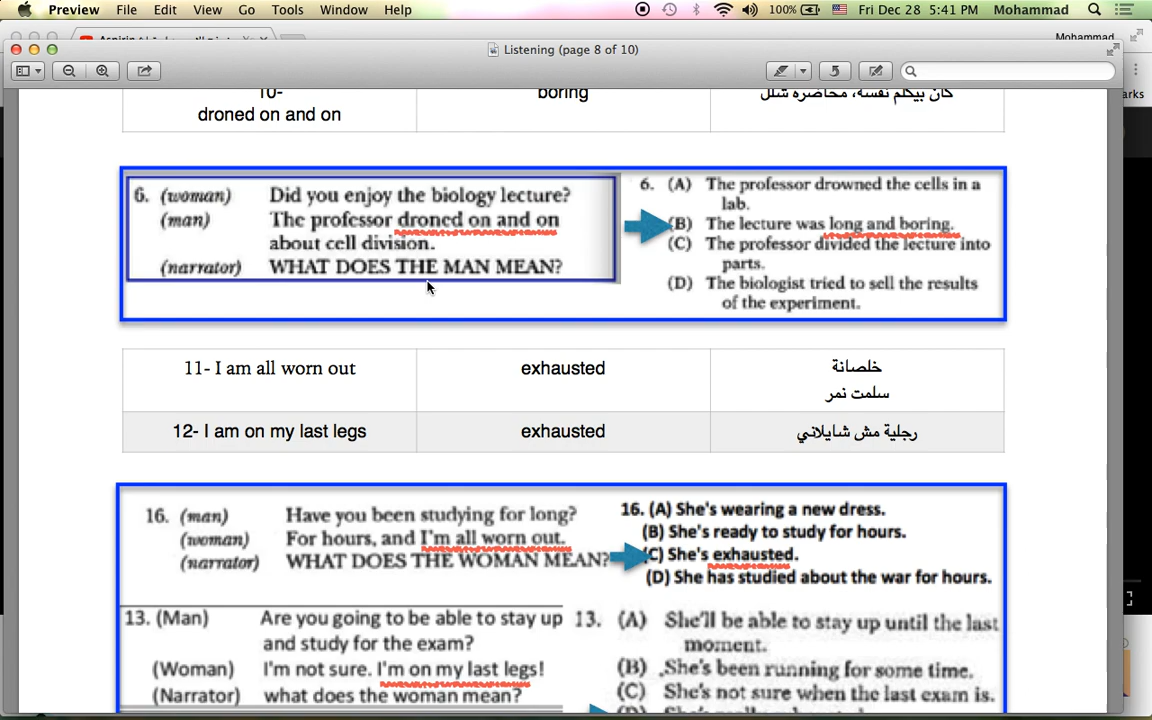 Preview File Edit View Go Tools Window Help 100% Fri Dec 28 5:41 PM Mohammad
Mohammad
Listening (page 8 of 10)
arks
10-
droned on and on
boring
كان بيكلم نفسه، محاضره شلل
6. (woman) Did you enjoy the biology lecture?
(man) The professor droned on and on
about cell division.
(narrator) WHAT DOES THE MAN MEAN?
6. (A) The professor drowned the cells in a
lab.
(B) The lecture was long and boring.
(C) The professor divided the lecture into
parts.
(D) The biologist tried to sell the results
of the experiment.
11- I am all worn out
exhausted
خلصانة
سلمت نمر
12- I am on my last legs
exhausted
رجلية مش شايلاني
16. (man) Have you been studying for long?
(woman) For hours, and I'm all worn out.
(narrator) WHAT DOES THE WOMAN MEAN?
16. (A) She's wearing a new dress.
(B) She's ready to study for hours.
(C) She's exhausted.
(D) She has studied about the war for hours.
13. (Man) Are you going to be able to stay up
and study for the exam?
(Woman) I'm not sure. I'm on my last legs!
(Narrator) what does the woman mean?
13. (A) She'll be able to stay up until the last
moment.
(B) She's been running for some time.
(C) She's not sure when the last exam is.